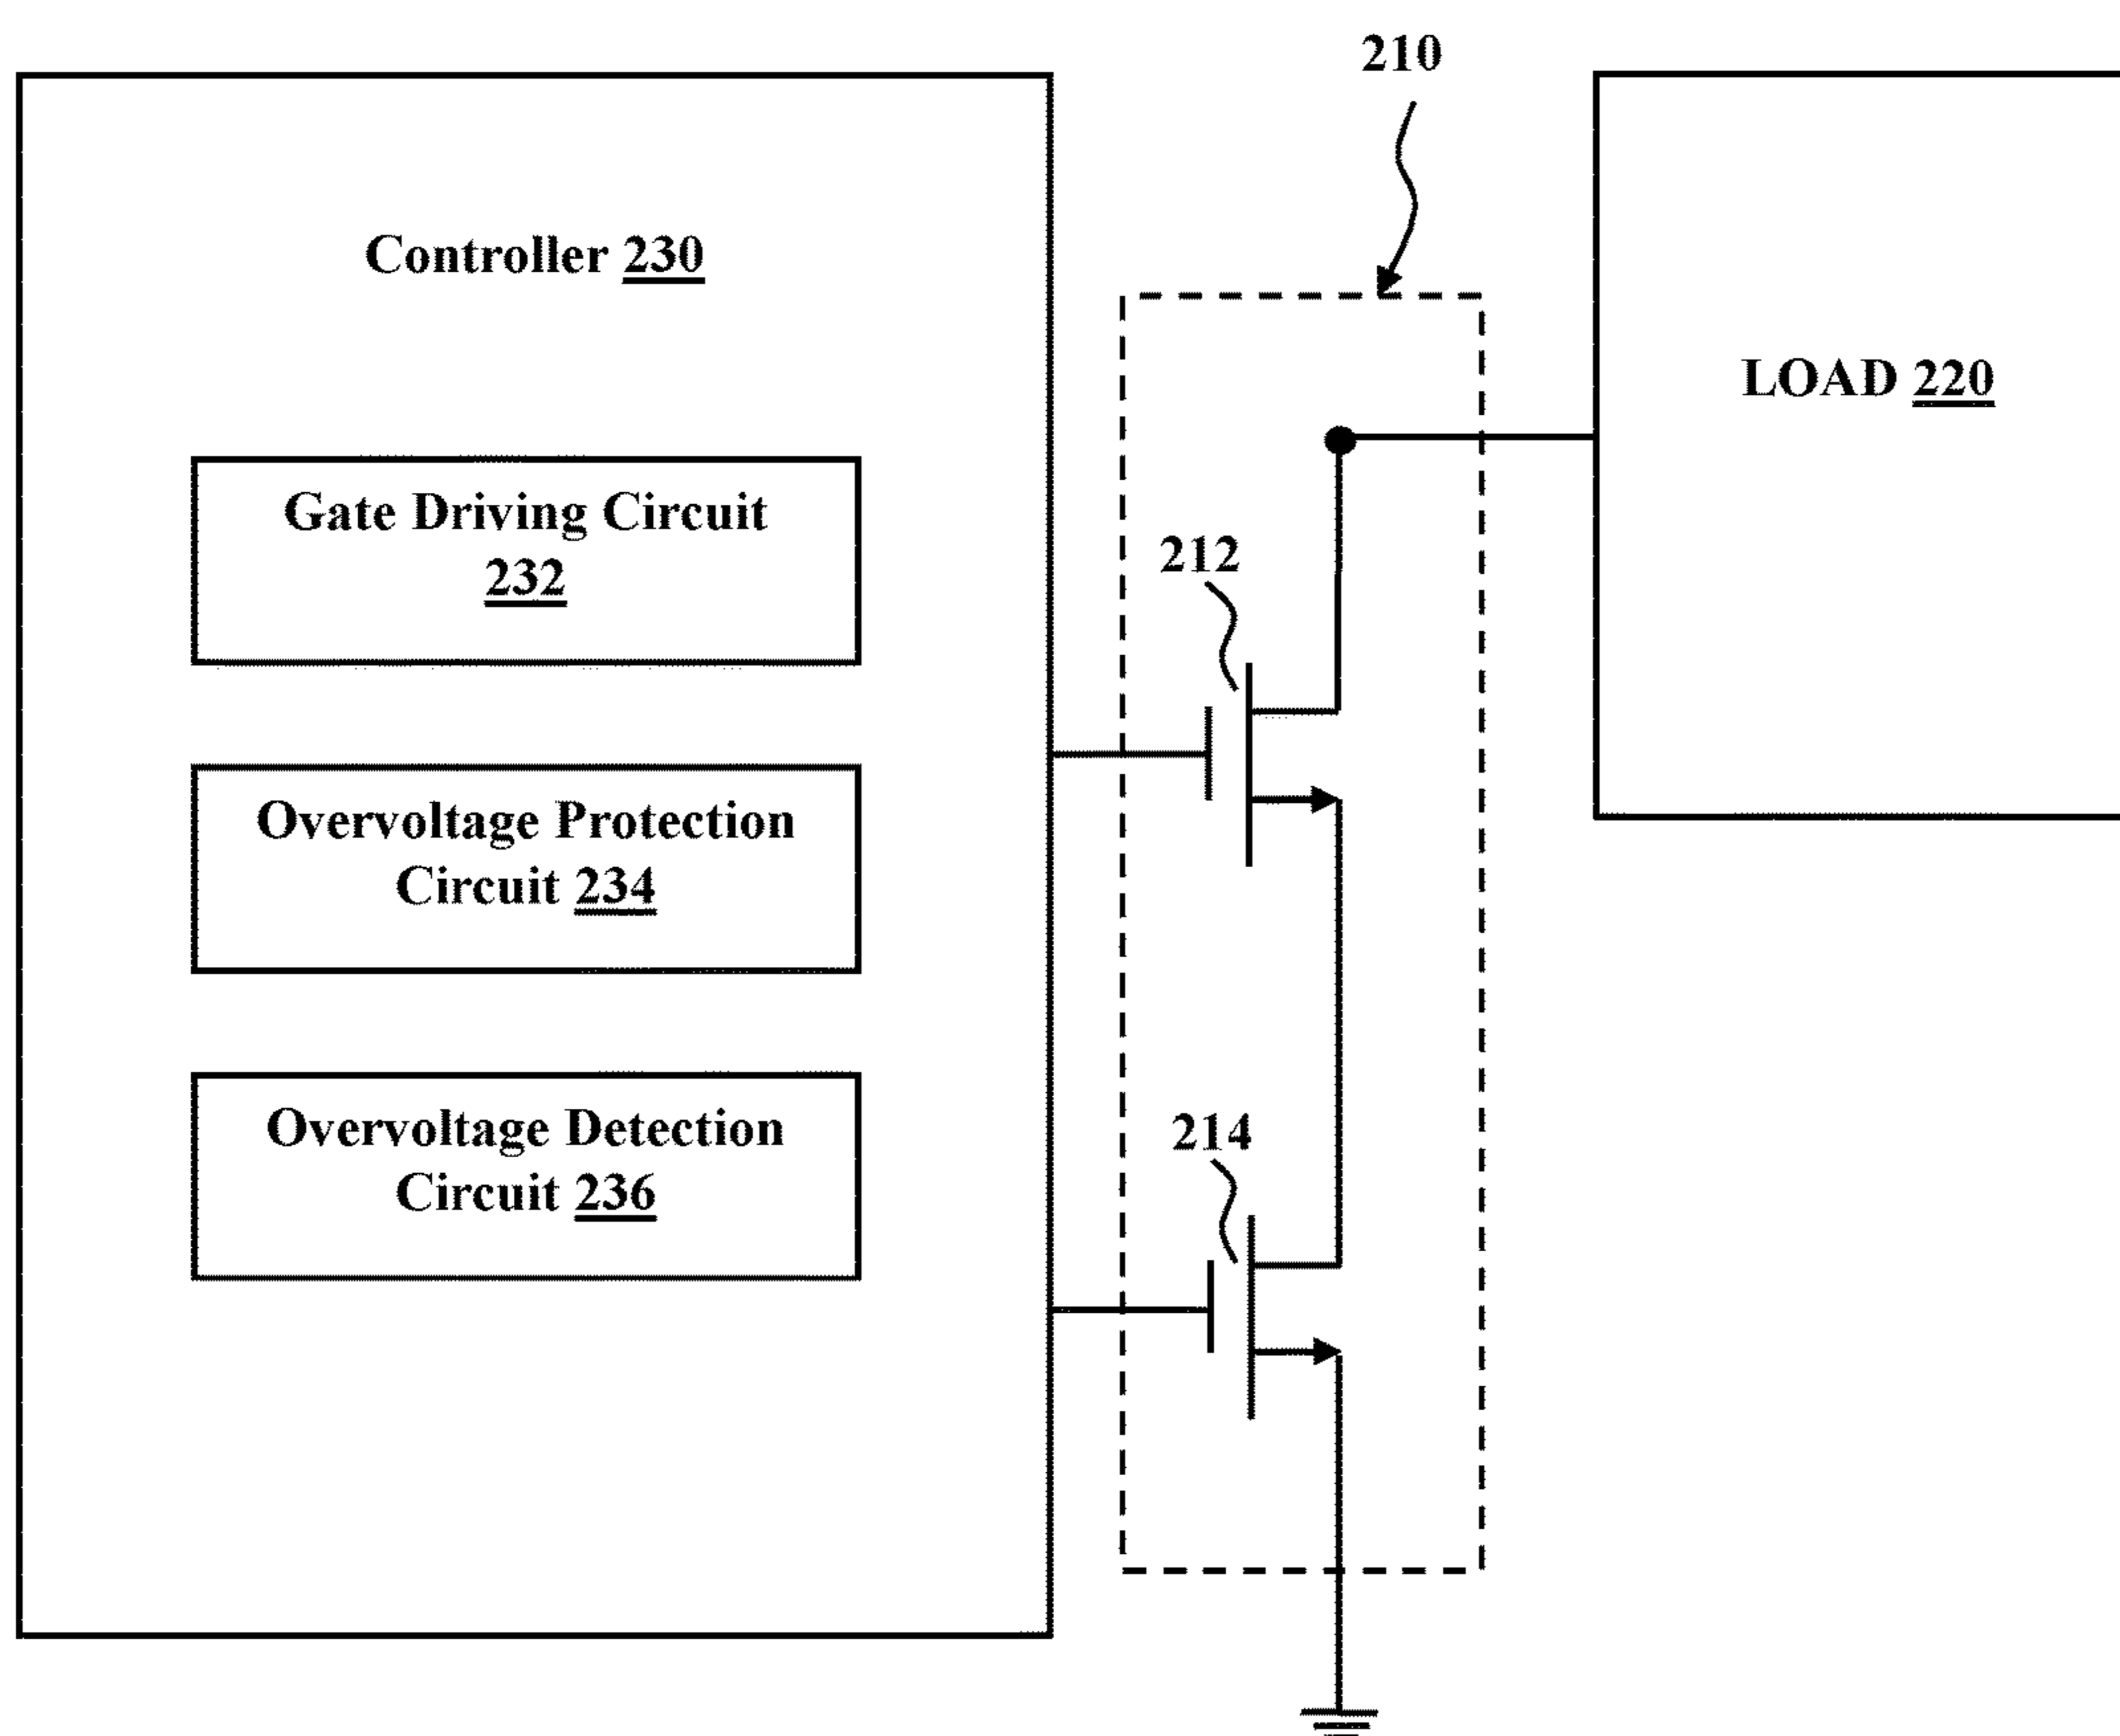 210
Controller 230
LOAD 220
Gate Driving Circuit
232
212
Overvoltage Protection
Circuit 234
Overvoltage Detection
Circuit 236
214